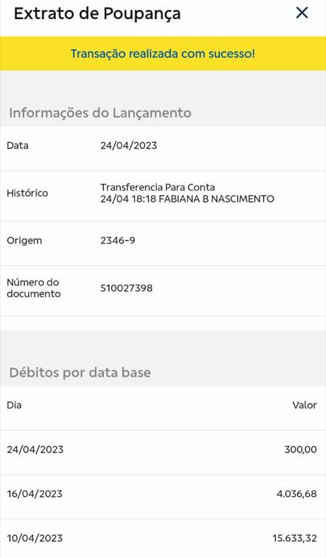 Extrato de Poupança
Transação realizada com sucesso!
Informações do Lançamento
Data 24/04/2023
Histórico Transferencia Para Conta
24/04 18:18 FABIANA B NASCIMENTO
Origem 2346-9
Número do documento 510027398
Débitos por data base
Dia Valor
24/04/2023 300,00
16/04/2023 4.036,68
10/04/2023 15.633,32